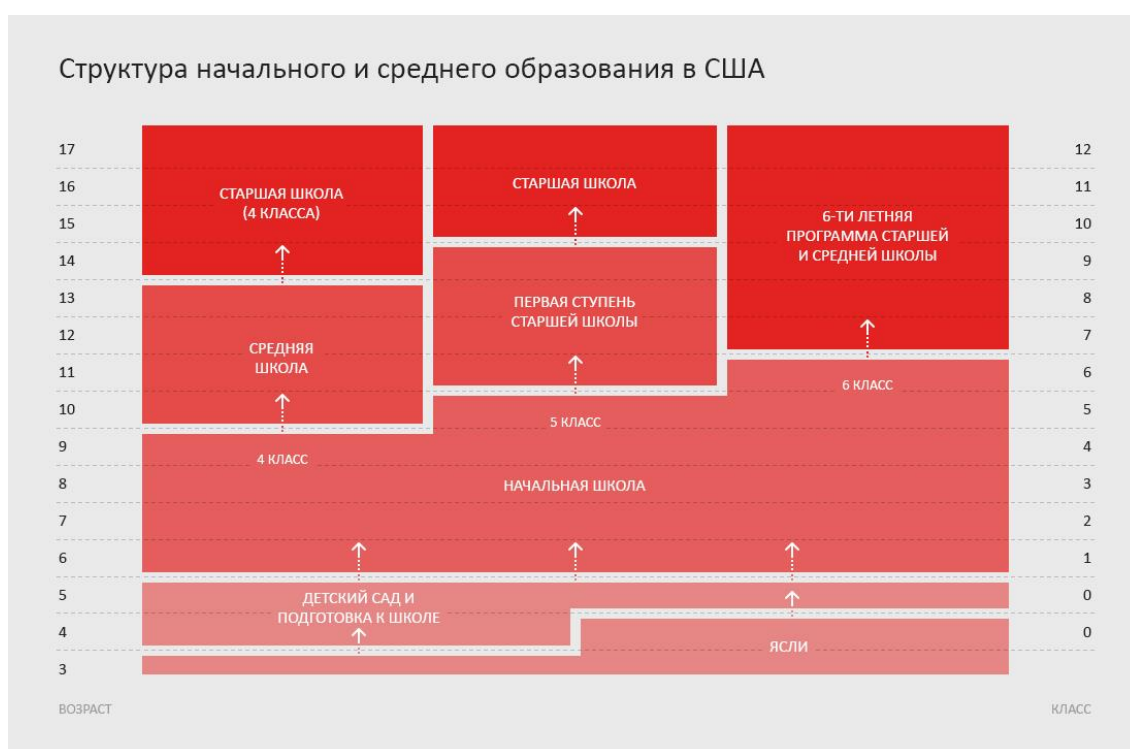 Структура начального и среднего образования в США
17
12
16
11
15
10
14
9
13
8
12
7
11
6
10
5
9
4
8
3
7
2
6
1
5
0
4
0
3
СТАРШАЯ ШКОЛА
(4 КЛАССА)
СТАРШАЯ ШКОЛА
6-ТИ ЛЕТНЯЯ
ПРОГРАММА СТАРШЕЙ
И СРЕДНЕЙ ШКОЛЫ
ПЕРВАЯ СТУПЕНЬ
СТАРШЕЙ ШКОЛЫ
СРЕДНЯЯ
ШКОЛА
6 КЛАСС
5 КЛАСС
4 КЛАСС
НАЧАЛЬНАЯ ШКОЛА
ДЕТСКИЙ САД И
ПОДГОТОВКА К ШКОЛЕ
ЯСЛИ
ВОЗРАСТ
КЛАСС